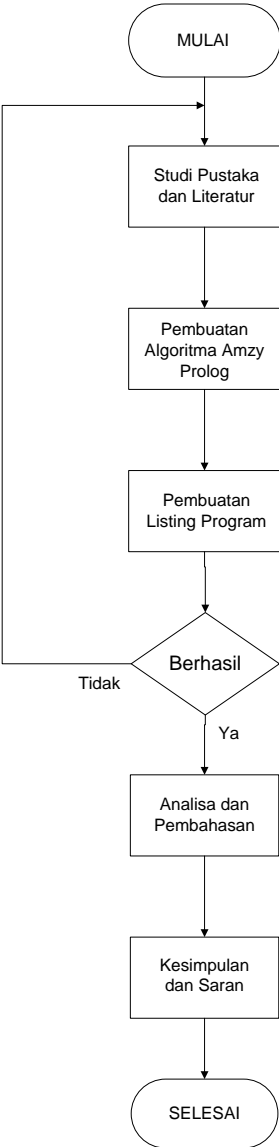 MULAI
Studi Pustaka
dan Literatur
Pembuatan
Algoritma Amzy
Prolog
Pembuatan
Listing Program
Berhasil
Tidak
Ya
Analisa dan
Pembahasan
Kesimpulan
dan Saran
SELESAI